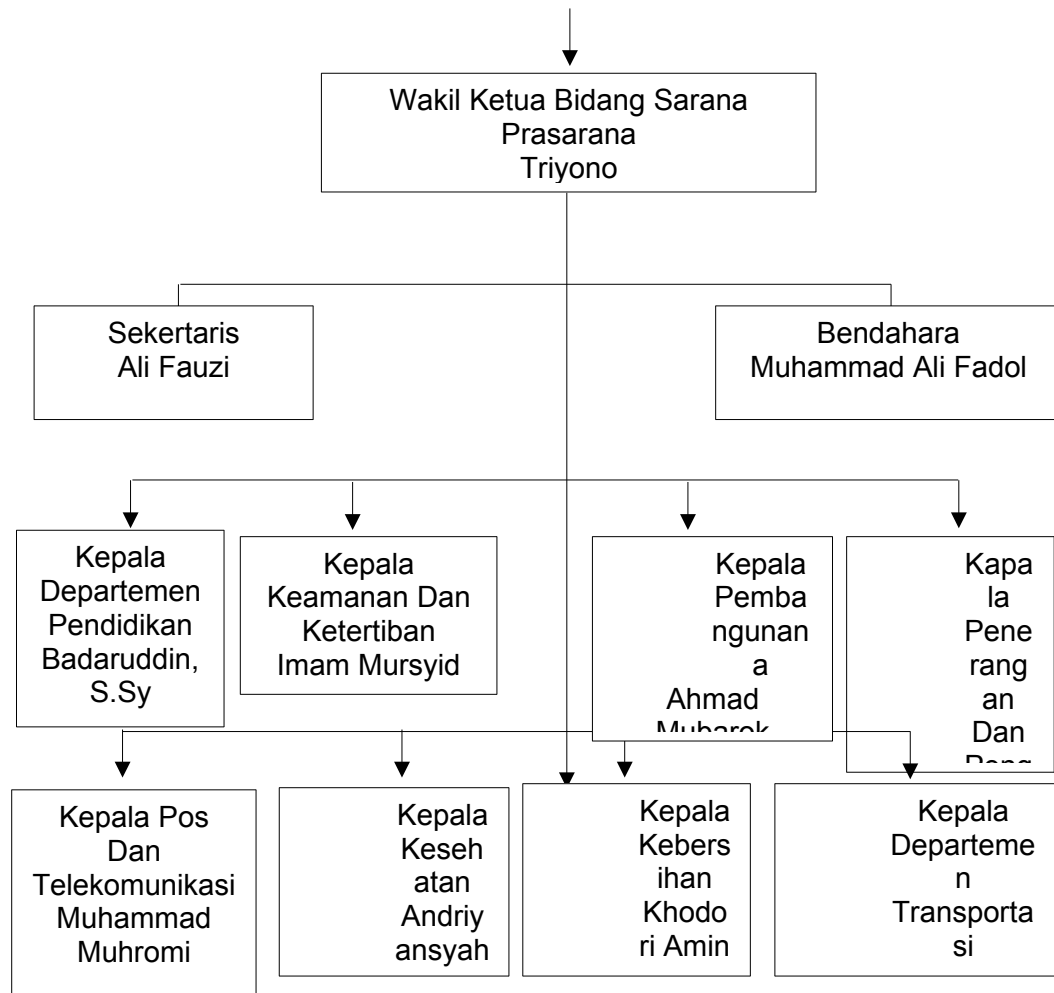 Wakil Ketua Bidang Sarana
Prasarana
Triyono
Sekertaris
Ali Fauzi
Bendahara
Muhammad Ali Fadol
Kepala
Departemen
Pendidikan
Badaruddin,
S.Sy
Kepala
Keamanan Dan
Ketertiban
Imam Mursyid
Kepala
Pemba
ngunan
a
Ahmad
Mubarok
Kapa
la
Pene
rang
an
Dan
Kepala Pos
Dan
Telekomunikasi
Muhammad
Muhromi
Kepala
Keseh
atan
Andriy
ansyah
Kepala
Kebers
ihan
Khodo
ri Amin
Kepala
Departeme
n
Transporta
si